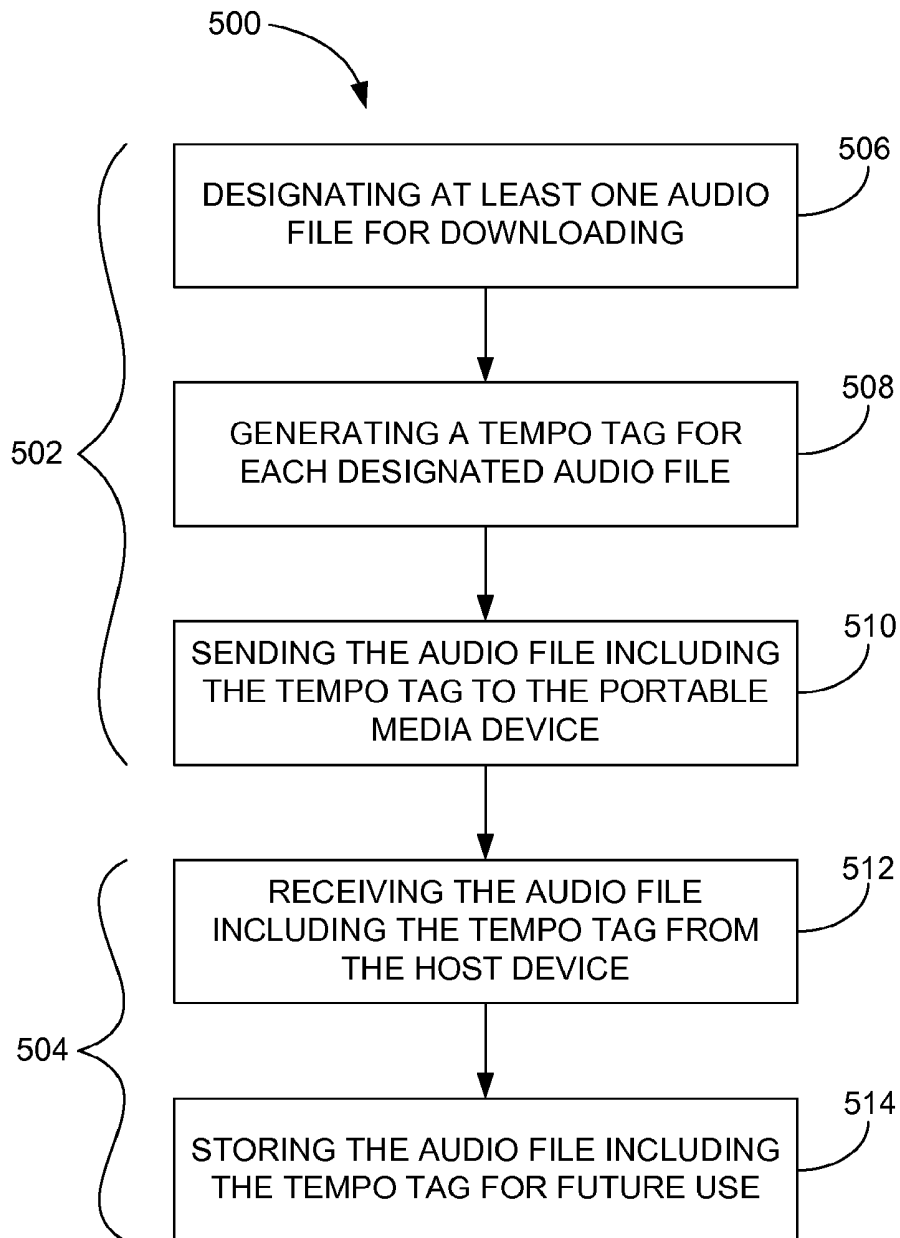 500
506
DESIGNATING AT LEAST ONE AUDIO
FILE FOR DOWNLOADING
508
502
GENERATING A TEMPO TAG FOR
EACH DESIGNATED AUDIO FILE
510
SENDING THE AUDIO FILE INCLUDING
THE TEMPO TAG TO THE PORTABLE
MEDIA DEVICE
512
RECEIVING THE AUDIO FILE
INCLUDING THE TEMPO TAG FROM
THE HOST DEVICE
504
514
STORING THE AUDIO FILE INCLUDING
THE TEMPO TAG FOR FUTURE USE